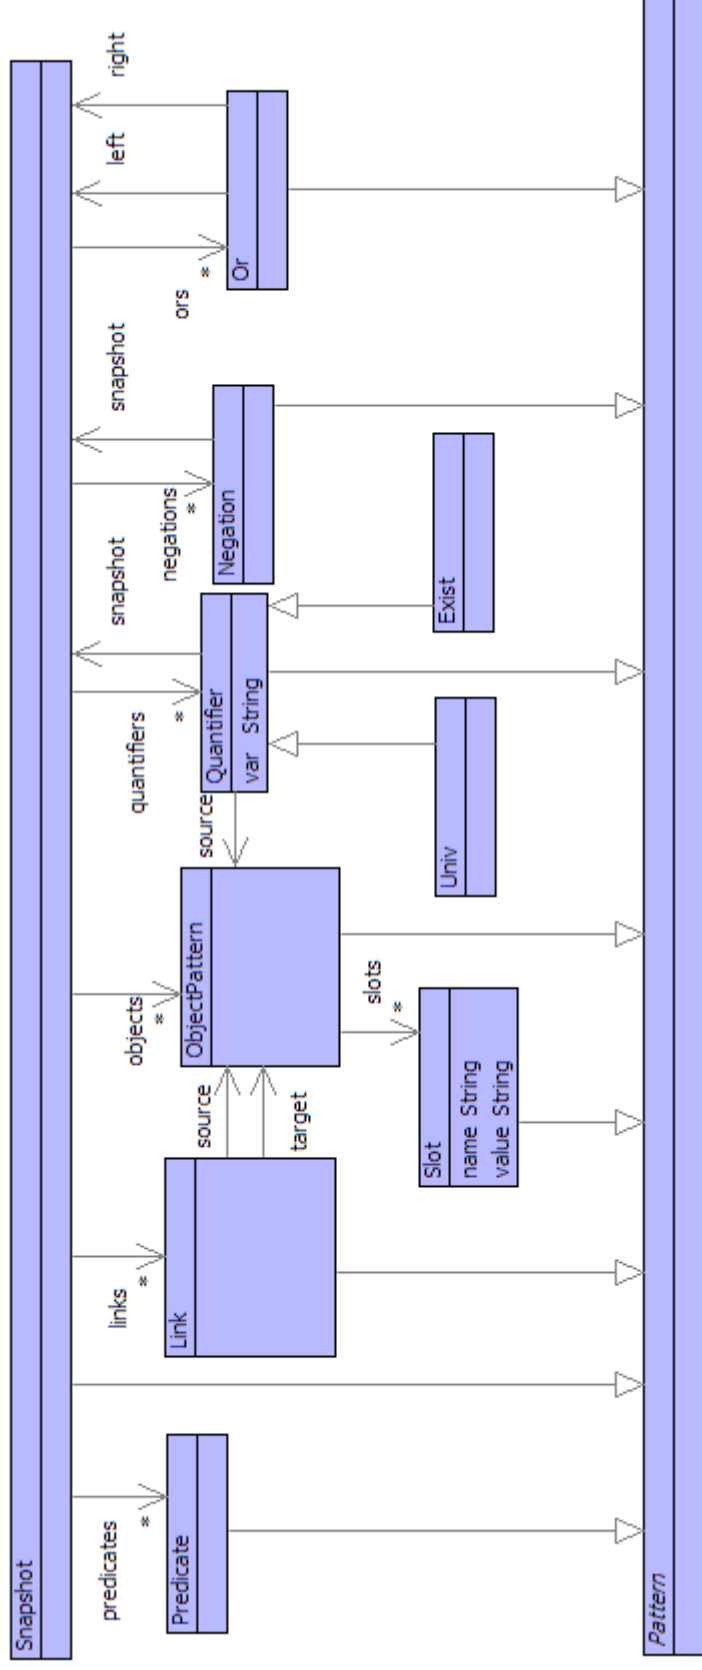 Snapshot
predicates
*
links
*
objects
*
quantifiers
*
snapshot
negations
*
snapshot
ors
*
left
right
Predicate
Link
source
target
ObjectPattern
source
Quantifier
var String
Negation
Or
slots
*
Slot
name String
value String
Univ
Exist
Pattern